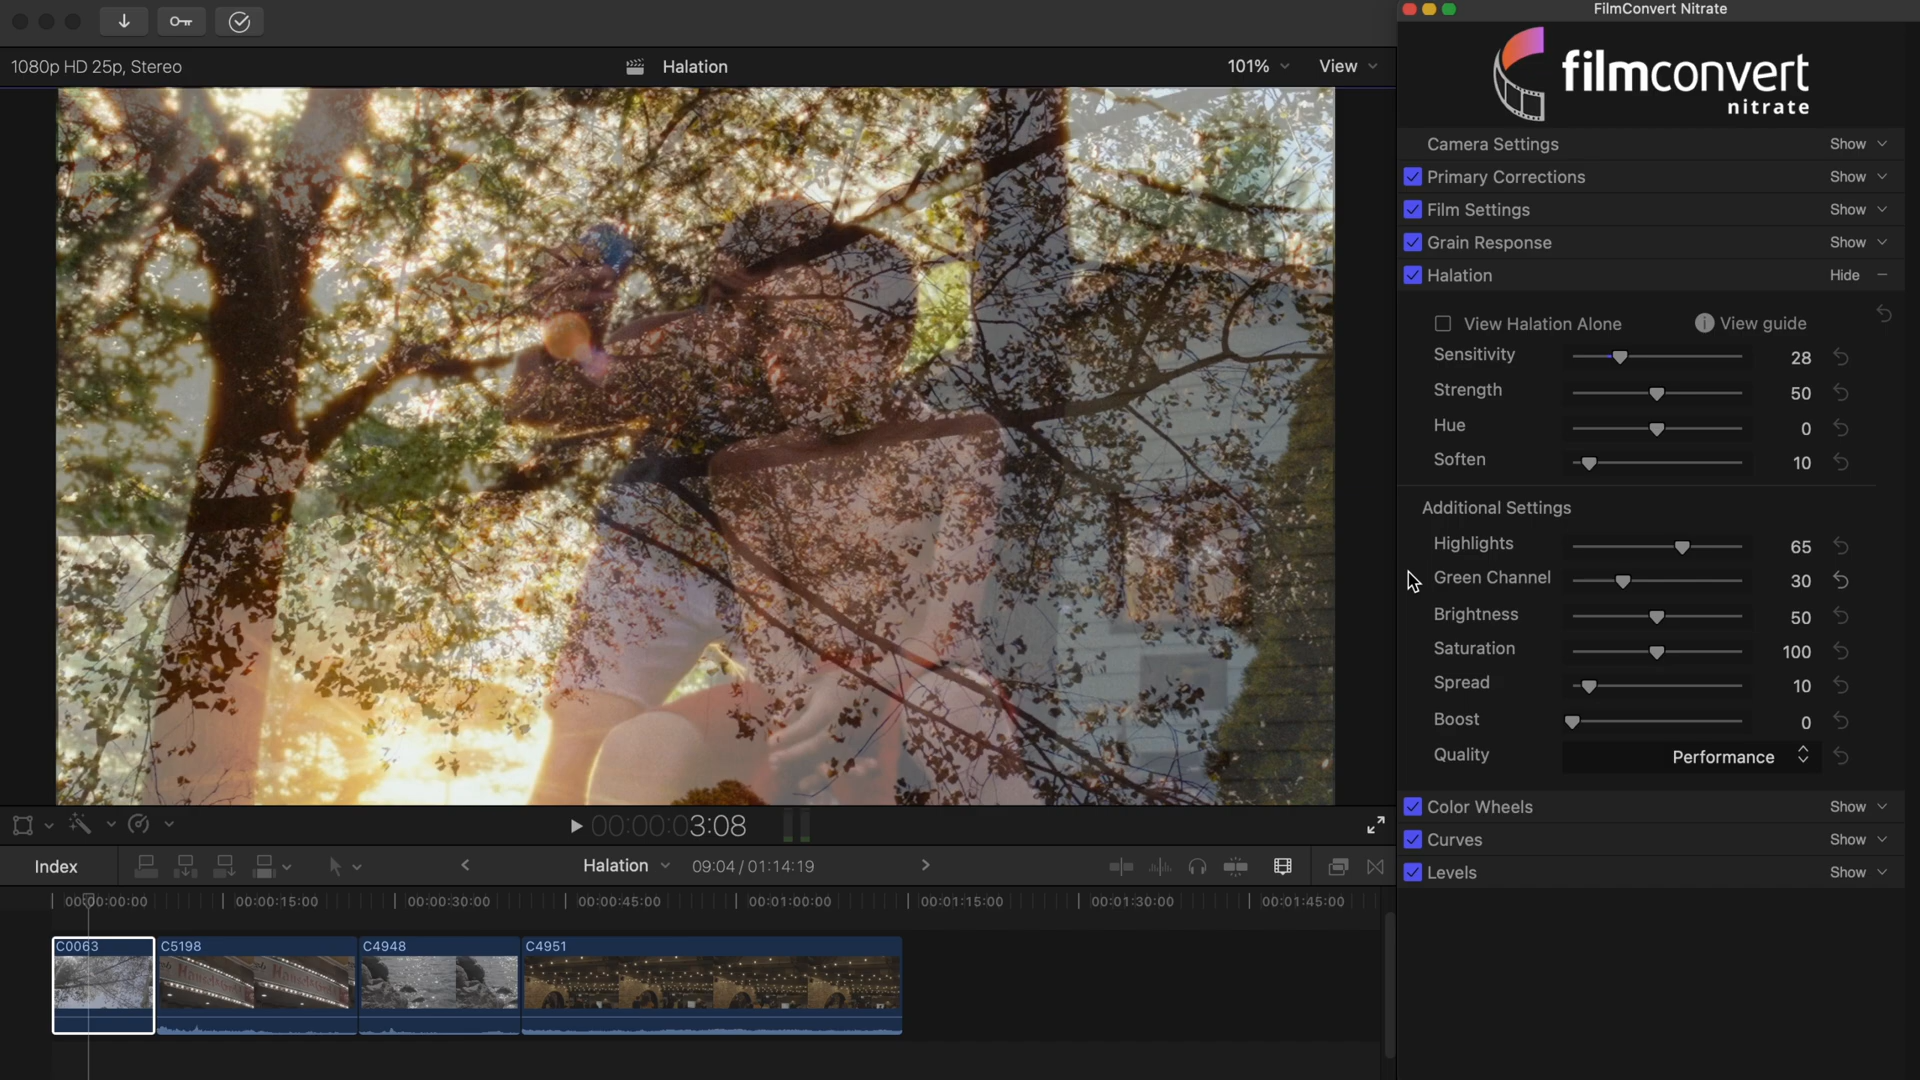 FilmConvert Nitrate
1080p HD 25p, Stereo
Halation
101%
View
filmconvert
nitrate
Camera Settings
Show
Primary Corrections
Show
Film Settings
Show
Grain Response
Show
Halation
Hide
View Halation Alone
View guide
Sensitivity
28
Strength
50
Hue
0
Soften
10
Additional Settings
Highlights
65
Green Channel
30
Brightness
50
Saturation
100
Spread
10
Boost
0
Quality
Performance
Color Wheels
Show
Curves
Show
Levels
Show
00:00:03:08
Index
Halation
09:04 / 01:14:19
00:00:00:00
00:00:15:00
00:00:30:00
00:00:45:00
00:01:00:00
00:01:15:00
00:01:30:00
00:01:45:00
C0063
C5198
C4948
C4951